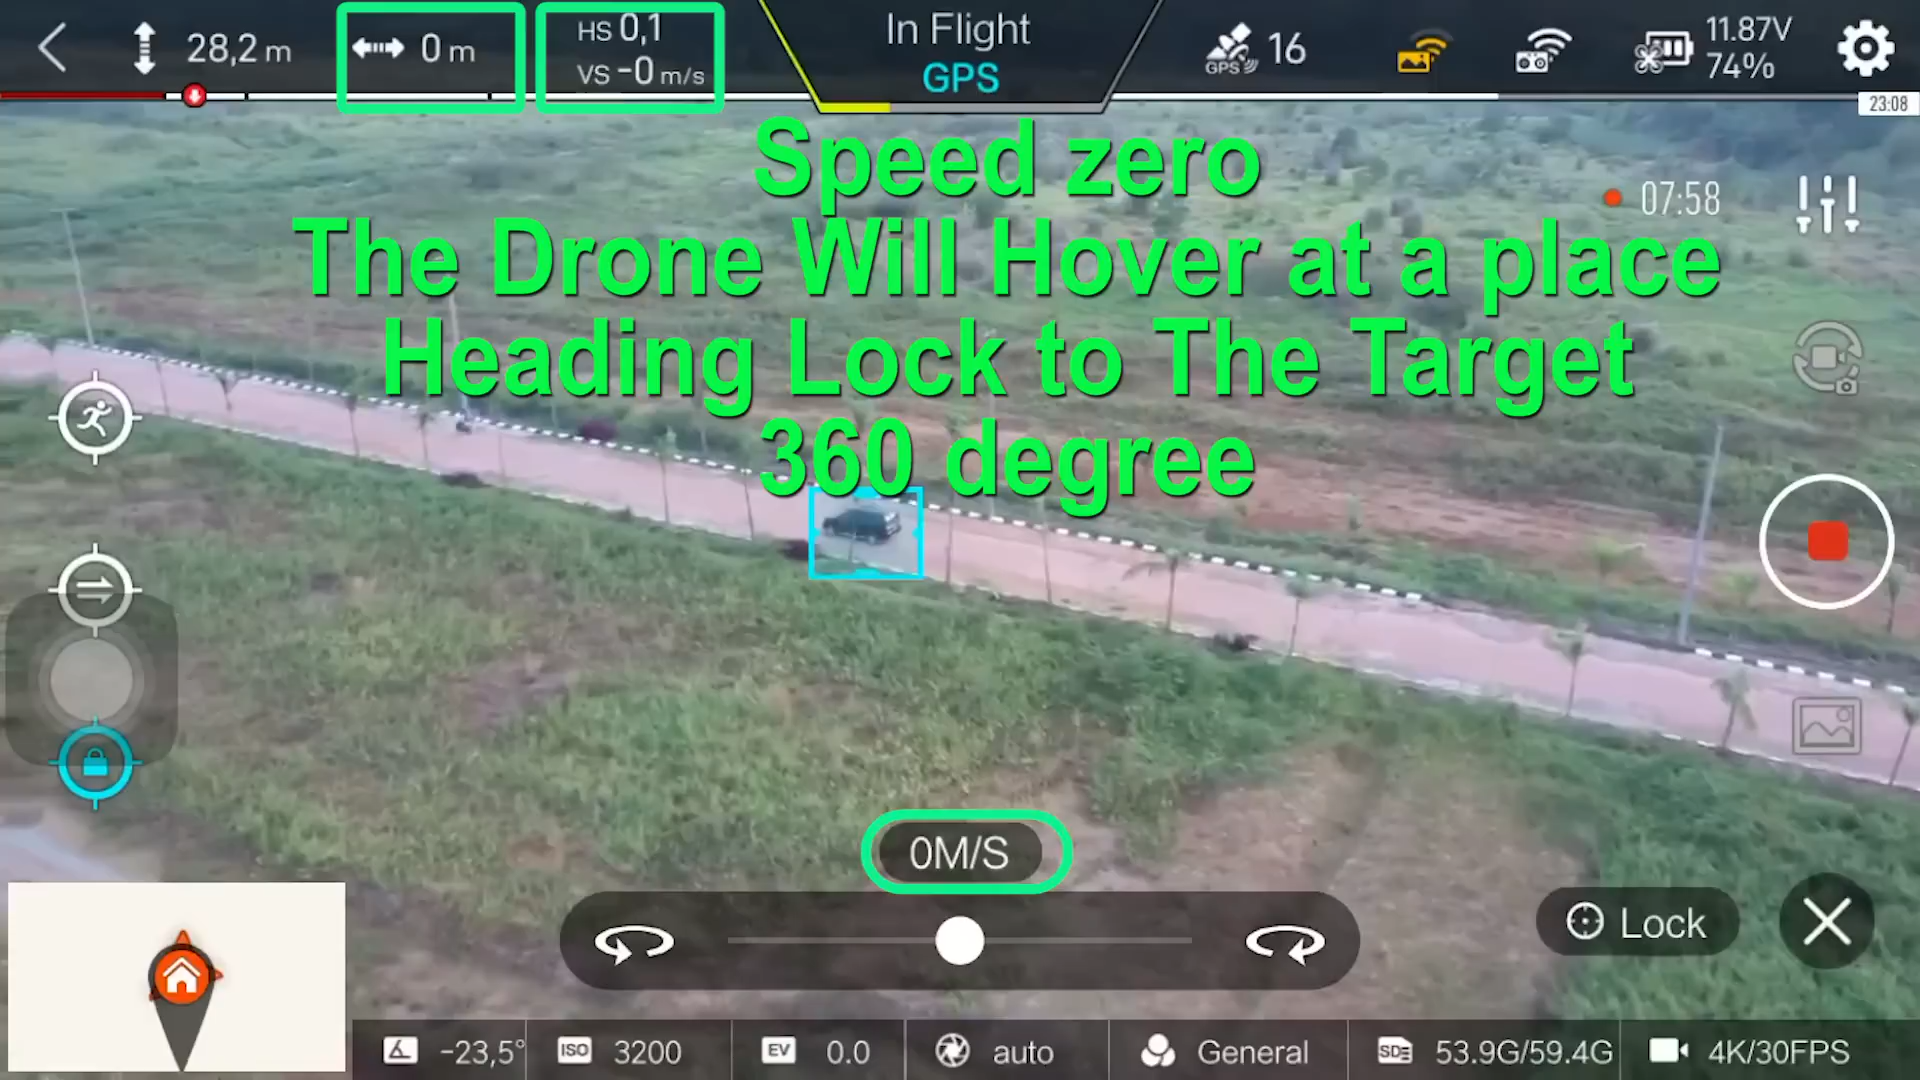 28,2 m
0 m
HS 0,1
VS -0 m/s
In Flight
GPS
GPS
16
11.87V
74%
23:08
Speed zero
07:58
The Drone Will Hover at a place
Heading Lock to The Target
360 degree
0M/S
Lock
-23,5°
ISO 3200
EV 0.0
auto
General
SD 53.9G/59.4G
4K/30FPS